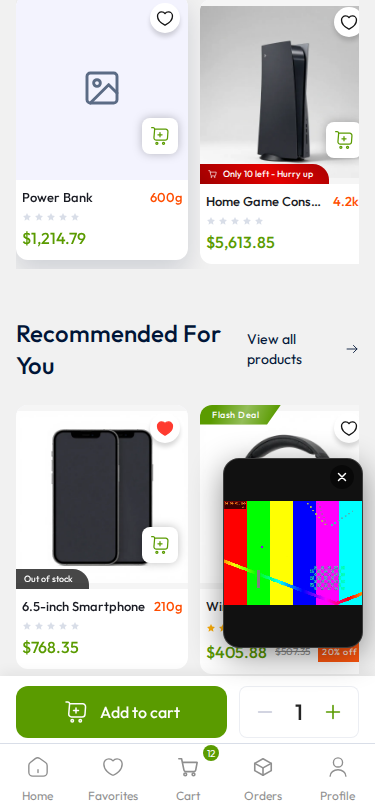 Only 10 left - Hurry up
Power Bank 600g
$1,214.79
Home Game Cons... 4.2k
$5,613.85
Recommended For You
View all products
Flash Deal
Out of stock
6.5-inch Smartphone 210g
$768.35
$405.88 $507.35 20% off
Add to cart
1
12
Home
Favorites
Cart
Orders
Profile